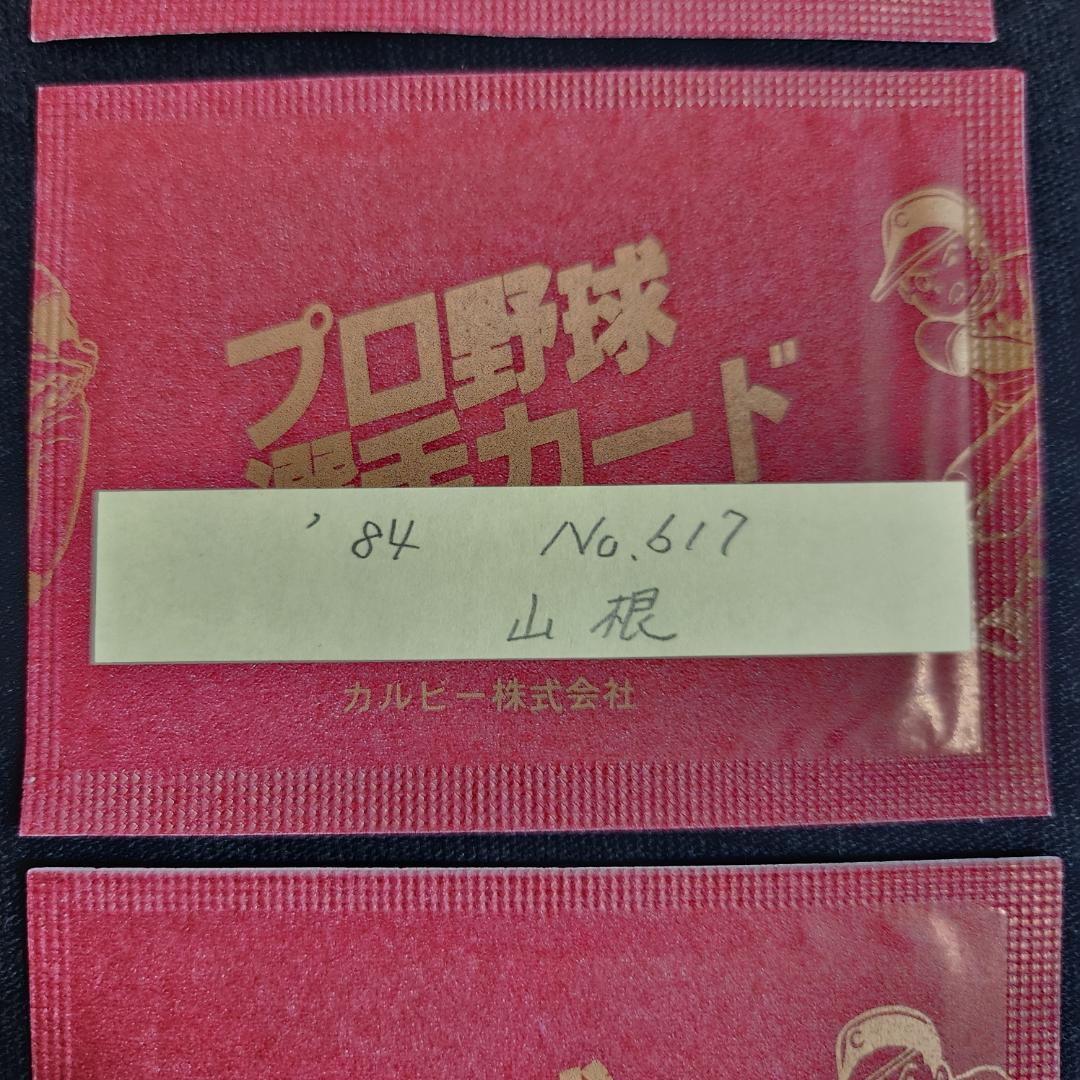 プロ野球
選手カード
'84 No.617
山根
カルビー株式会社
C
C